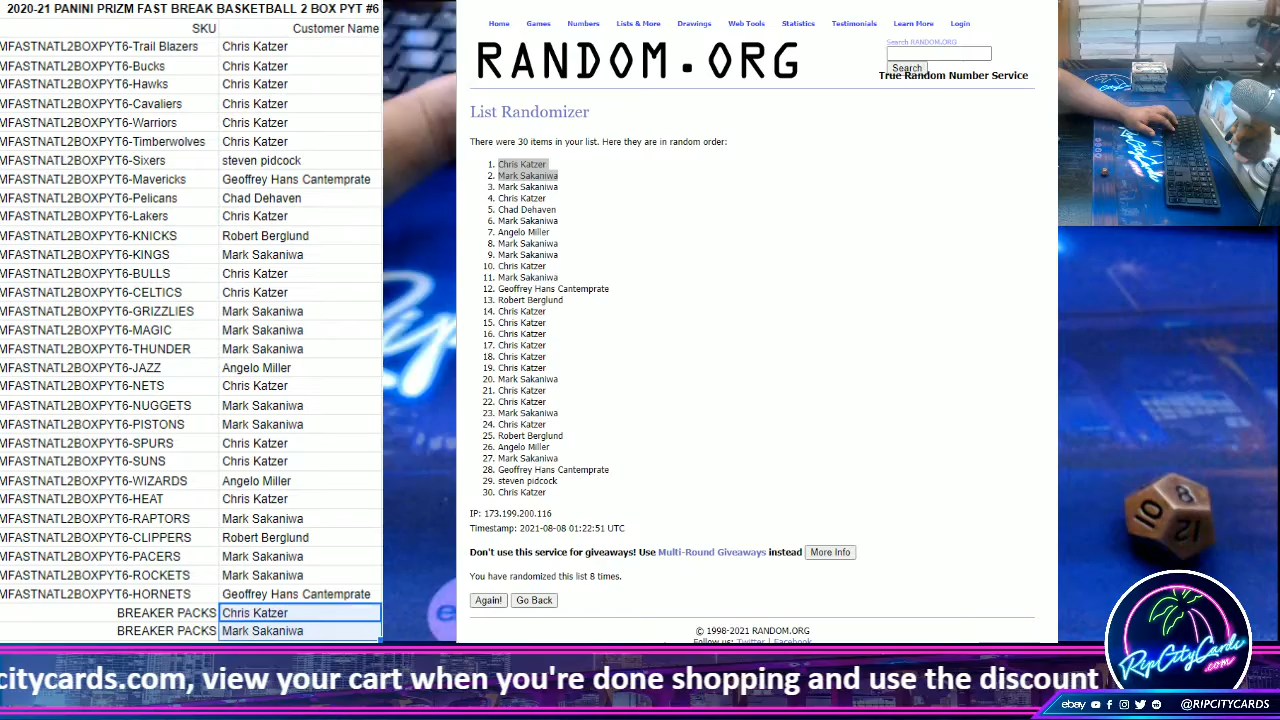 2020-21 PANINI PRIZM FAST BREAK BASKETBALL 2 BOX PYT #6
SKU Customer Name
MFASTNATL2BOXPYT6-Trail Blazers Chris Katzer
MFASTNATL2BOXPYT6-Bucks Chris Katzer
MFASTNATL2BOXPYT6-Hawks Chris Katzer
MFASTNATL2BOXPYT6-Cavaliers Chris Katzer
MFASTNATL2BOXPYT6-Warriors Chris Katzer
MFASTNATL2BOXPYT6-Timberwolves Chris Katzer
MFASTNATL2BOXPYT6-Sixers steven pidcock
MFASTNATL2BOXPYT6-Mavericks Geoffrey Hans Cantemprate
MFASTNATL2BOXPYT6-Pelicans Chad Dehaven
MFASTNATL2BOXPYT6-Lakers Chris Katzer
MFASTNATL2BOXPYT6-KNICKS Robert Berglund
MFASTNATL2BOXPYT6-KINGS Mark Sakaniwa
MFASTNATL2BOXPYT6-BULLS Chris Katzer
MFASTNATL2BOXPYT6-CELTICS Chris Katzer
MFASTNATL2BOXPYT6-GRIZZLIES Mark Sakaniwa
MFASTNATL2BOXPYT6-MAGIC Mark Sakaniwa
MFASTNATL2BOXPYT6-THUNDER Mark Sakaniwa
MFASTNATL2BOXPYT6-JAZZ Angelo Miller
MFASTNATL2BOXPYT6-NETS Chris Katzer
MFASTNATL2BOXPYT6-NUGGETS Mark Sakaniwa
MFASTNATL2BOXPYT6-PISTONS Mark Sakaniwa
MFASTNATL2BOXPYT6-SPURS Chris Katzer
MFASTNATL2BOXPYT6-SUNS Chris Katzer
MFASTNATL2BOXPYT6-WIZARDS Angelo Miller
MFASTNATL2BOXPYT6-HEAT Chris Katzer
MFASTNATL2BOXPYT6-RAPTORS Mark Sakaniwa
MFASTNATL2BOXPYT6-CLIPPERS Robert Berglund
MFASTNATL2BOXPYT6-PACERS Mark Sakaniwa
MFASTNATL2BOXPYT6-ROCKETS Mark Sakaniwa
MFASTNATL2BOXPYT6-HORNETS Geoffrey Hans Cantemprate
BREAKER PACKS Chris Katzer
BREAKER PACKS Mark Sakaniwa
Home Games Numbers Lists & More Drawings Web Tools Statistics Testimonials Learn More Login
RANDOM.ORG
Search RANDOM.ORG
Search
True Random Number Service
List Randomizer
There were 30 items in your list. Here they are in random order:
1. Chris Katzer
2. Mark Sakaniwa
3. Mark Sakaniwa
4. Chris Katzer
5. Chad Dehaven
6. Mark Sakaniwa
7. Angelo Miller
8. Mark Sakaniwa
9. Mark Sakaniwa
10. Chris Katzer
11. Mark Sakaniwa
12. Geoffrey Hans Cantemprate
13. Robert Berglund
14. Chris Katzer
15. Chris Katzer
16. Chris Katzer
17. Chris Katzer
18. Chris Katzer
19. Chris Katzer
20. Mark Sakaniwa
21. Chris Katzer
22. Chris Katzer
23. Mark Sakaniwa
24. Chris Katzer
25. Robert Berglund
26. Angelo Miller
27. Mark Sakaniwa
28. Geoffrey Hans Cantemprate
29. steven pidcock
30. Chris Katzer
IP: 173.199.200.116
Timestamp: 2021-08-08 01:22:51 UTC
Don't use this service for giveaways! Use Multi-Round Giveaways instead More Info
You have randomized this list 8 times.
Again! Go Back
© 1998-2021 RANDOM.ORG
Follow us: Twitter | Facebook
citycards.com, view your cart when you're done shopping and use the discount
RipCityCards
.com
ebay @RIPCITYCARDS
10
8
12